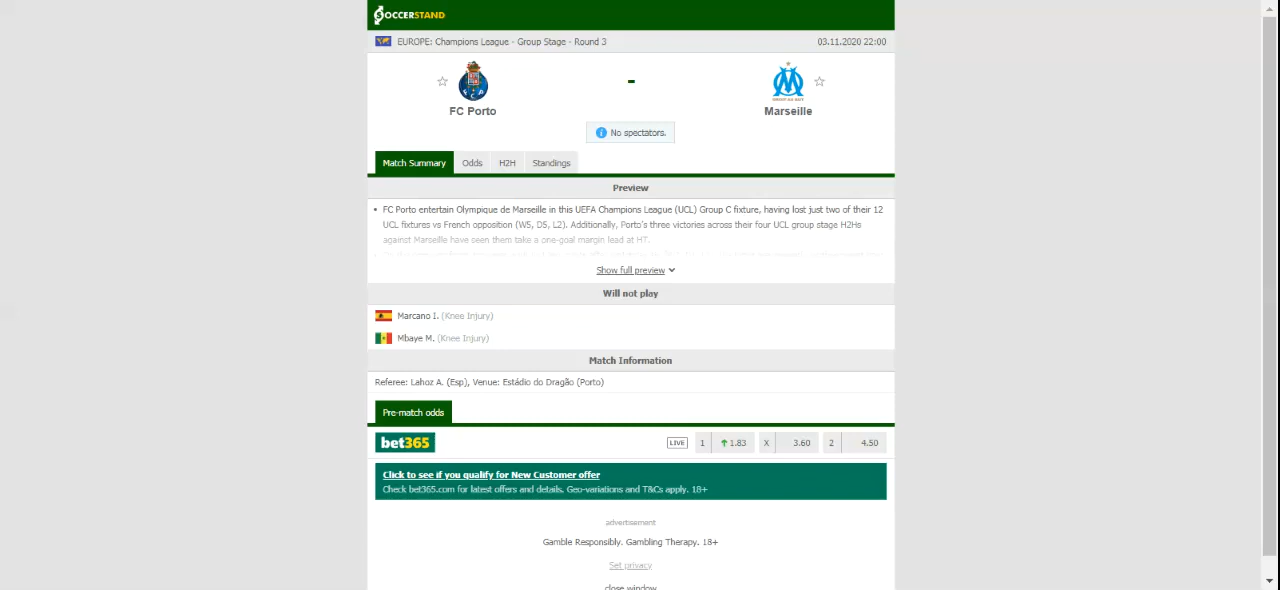 SOCCERSTAND
EUROPE: Champions League - Group Stage - Round 3
03.11.2020 22:00
-
FC Porto
Marseille
No spectators.
Match Summary
Odds
H2H
Standings
Preview
• FC Porto entertain Olympique de Marseille in this UEFA Champions League (UCL) Group C fixture, having lost just two of their 12
UCL fixtures vs French opposition (W5, D5, L2). Additionally, Porto's three victories across their four UCL group stage H2Hs
against Marseille have seen them take a one-goal margin lead at HT.
Show full preview
Will not play
Marcano I. (Knee Injury)
Mbaye M. (Knee Injury)
Match Information
Referee: Lahoz A. (Esp), Venue: Estádio do Dragão (Porto)
Pre-match odds
bet365
LIVE
1 1.83
X 3.60
2 4.50
Click to see if you qualify for New Customer offer
Check bet365.com for latest offers and details. Geo-variations and T&Cs apply. 18+
advertisement
Gamble Responsibly. Gambling Therapy. 18+
Set privacy
close window